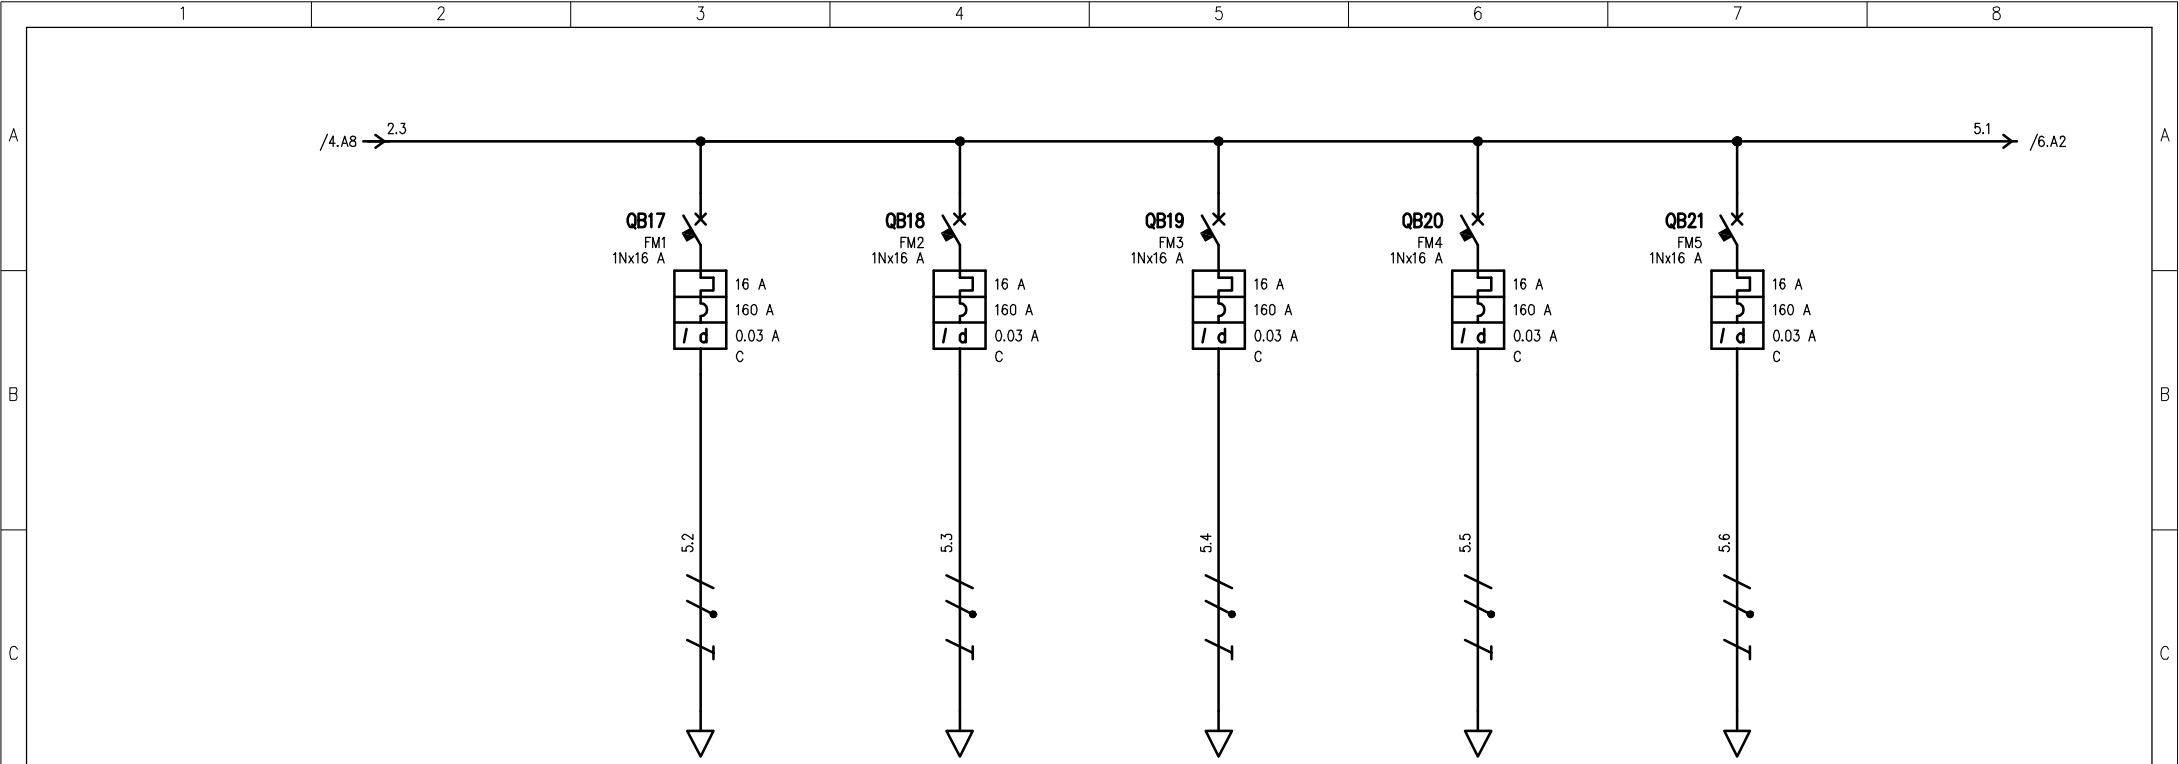 1 2 3 4 5 6 7 8
A A
2.3 5.1
/4.A8 /6.A2
QB17 QB18 QB19 QB20 QB21
FM1 FM2 FM3 FM4 FM5
1Nx16 A 1Nx16 A 1Nx16 A 1Nx16 A 1Nx16 A
16 A 16 A 16 A 16 A 16 A
160 A 160 A 160 A 160 A 160 A
I d 0.03 A I d 0.03 A I d 0.03 A I d 0.03 A I d 0.03 A
C C C C C
B B
5.2 5.3 5.4 5.5 5.6
C C